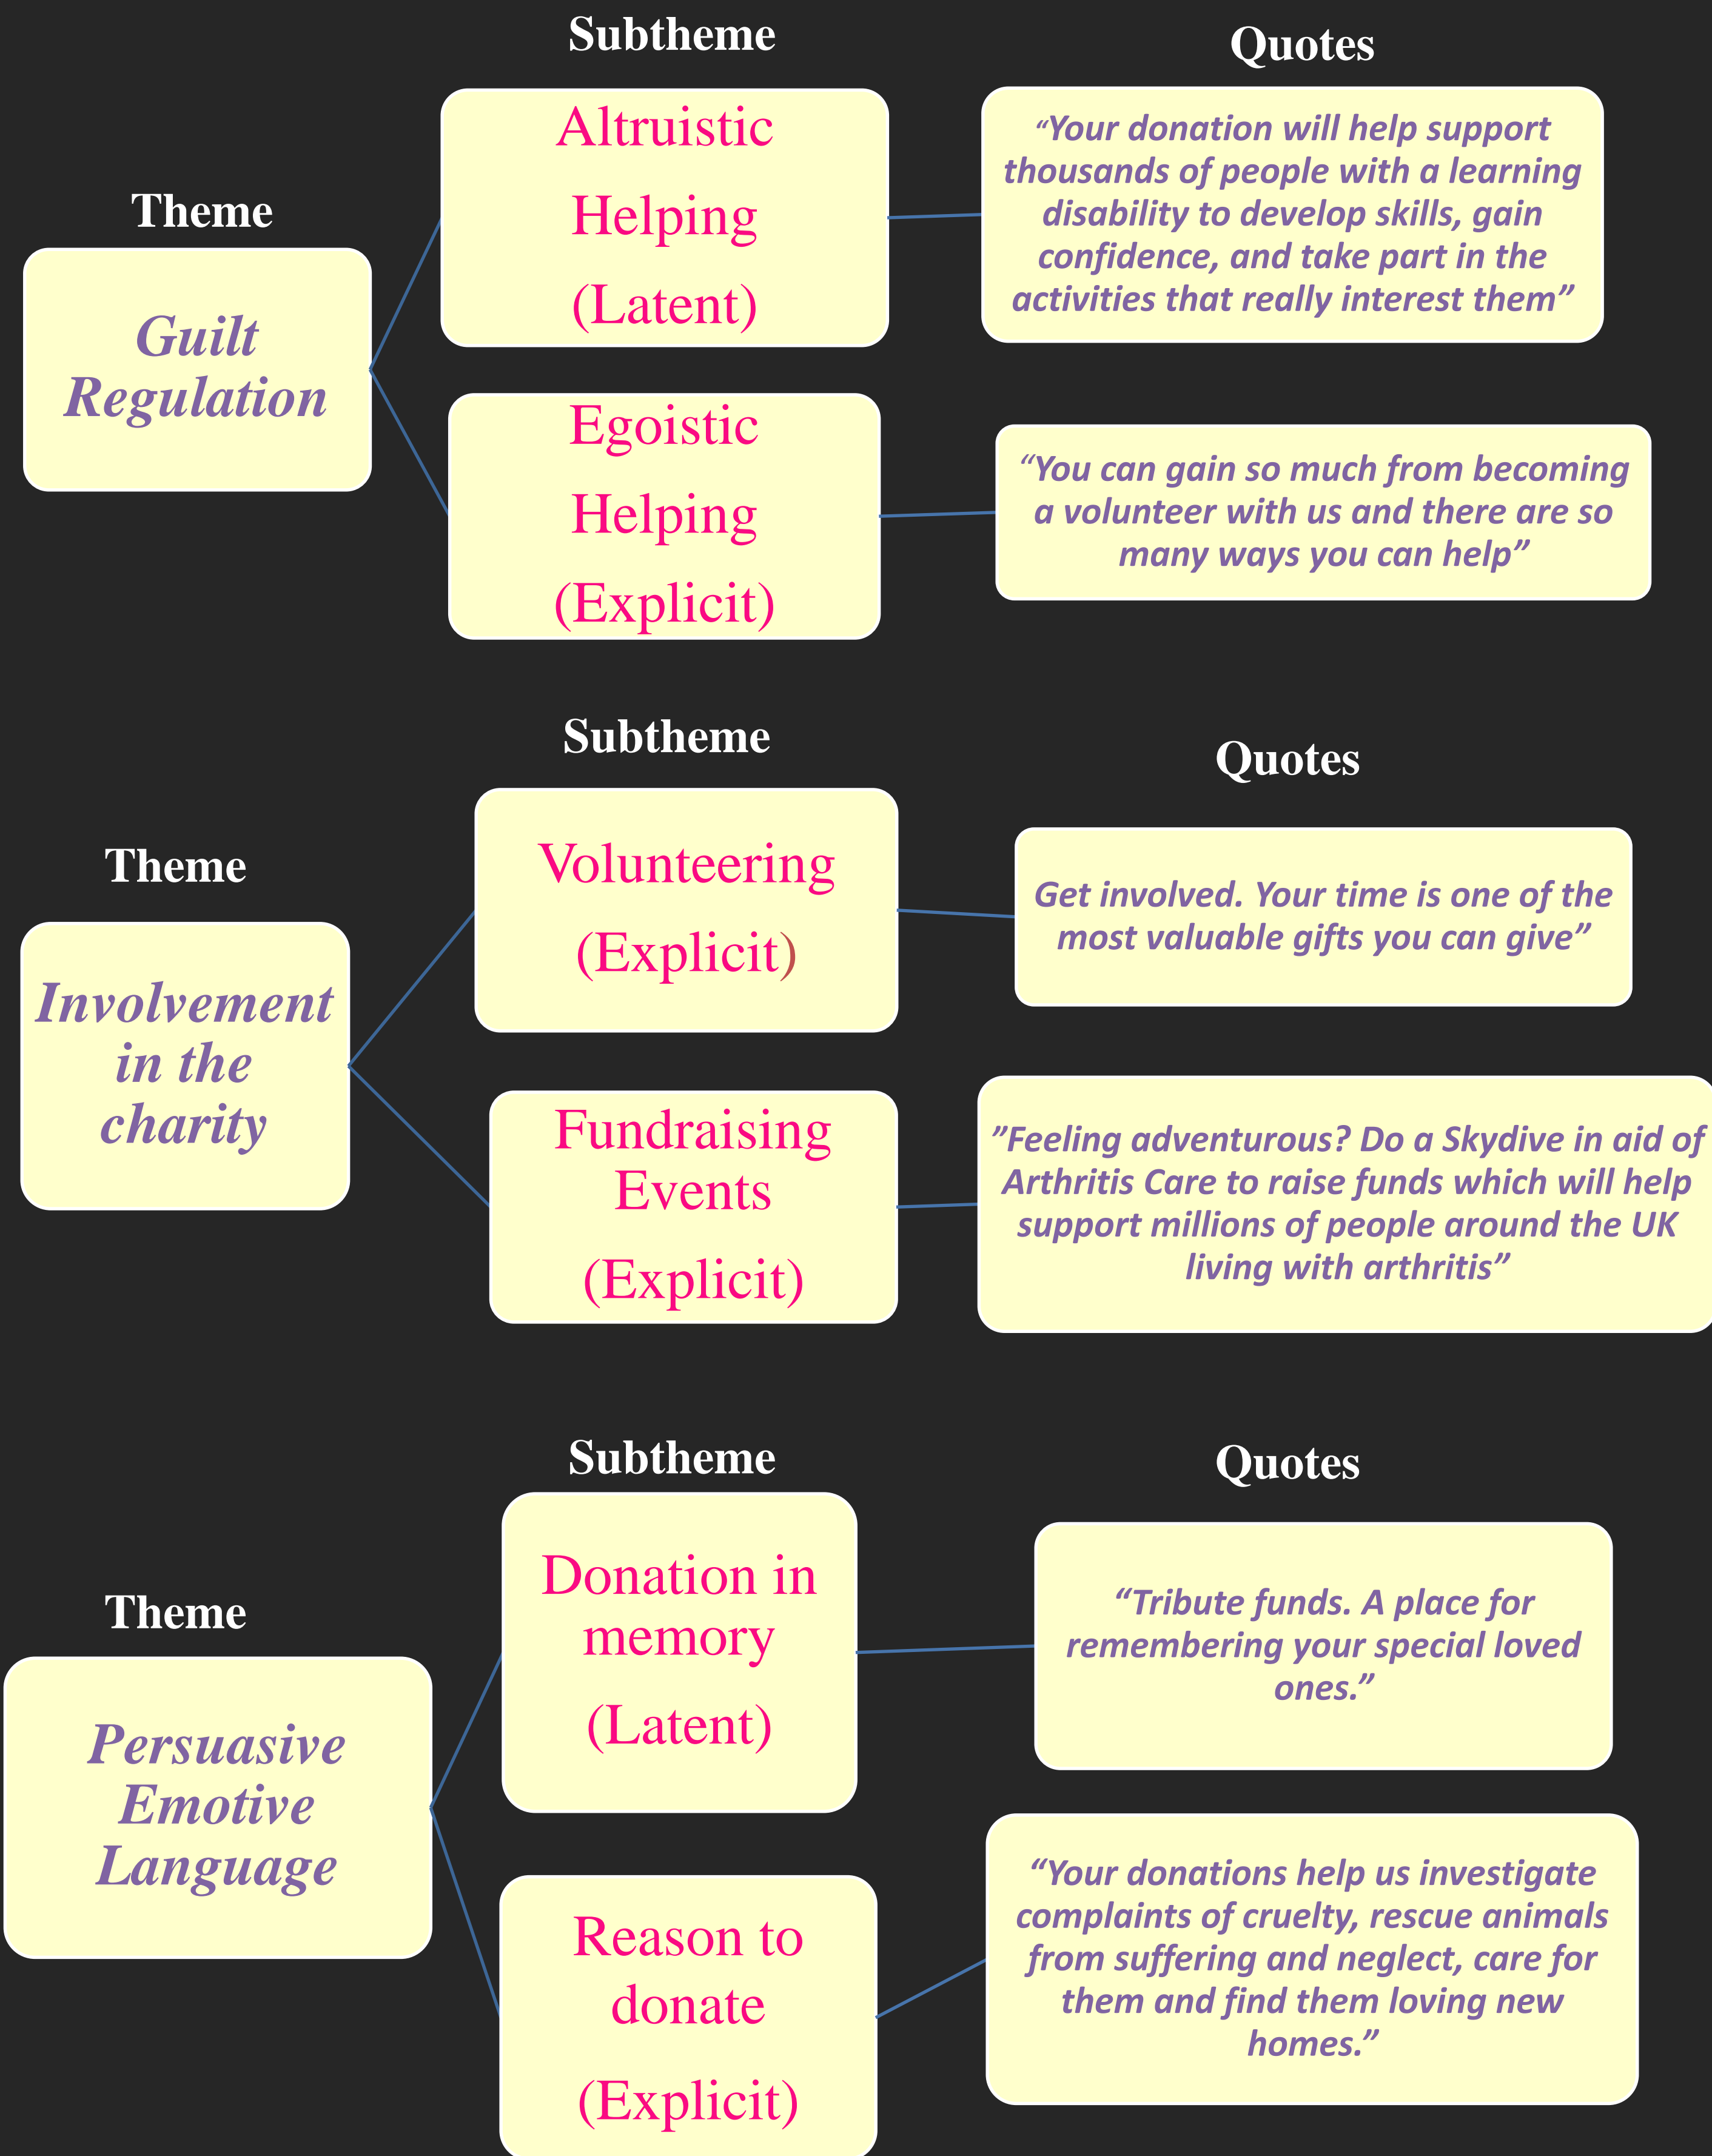 Subtheme
Quotes
Theme
Guilt
Regulation
Altruistic
Helping
(Latent)
“Your donation will help support
thousands of people with a learning
disability to develop skills, gain
confidence, and take part in the
activities that really interest them”
Egoistic
Helping
(Explicit)
“You can gain so much from becoming
a volunteer with us and there are so
many ways you can help”
Subtheme
Quotes
Theme
Involvement
in the
charity
Volunteering
(Explicit)
Get involved. Your time is one of the
most valuable gifts you can give”
Fundraising
Events
(Explicit)
”Feeling adventurous? Do a Skydive in aid of
Arthritis Care to raise funds which will help
support millions of people around the UK
living with arthritis”
Subtheme
Quotes
Theme
Persuasive
Emotive
Language
Donation in
memory
(Latent)
“Tribute funds. A place for
remembering your special loved
ones.”
Reason to
donate
(Explicit)
“Your donations help us investigate
complaints of cruelty, rescue animals
from suffering and neglect, care for
them and find them loving new
homes.”